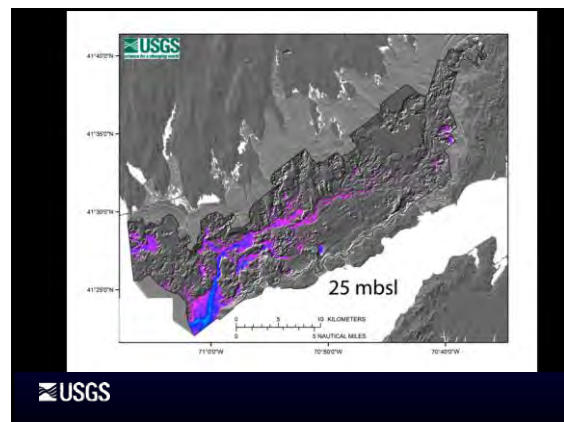 USGS
science for a changing world
41°40'0"N
41°35'0"N
41°30'0"N
41°25'0"N
25 mbsl
0 5 10 KILOMETERS
0 5 NAUTICAL MILES
71°0'0"W
70°50'0"W
70°40'0"W
USGS